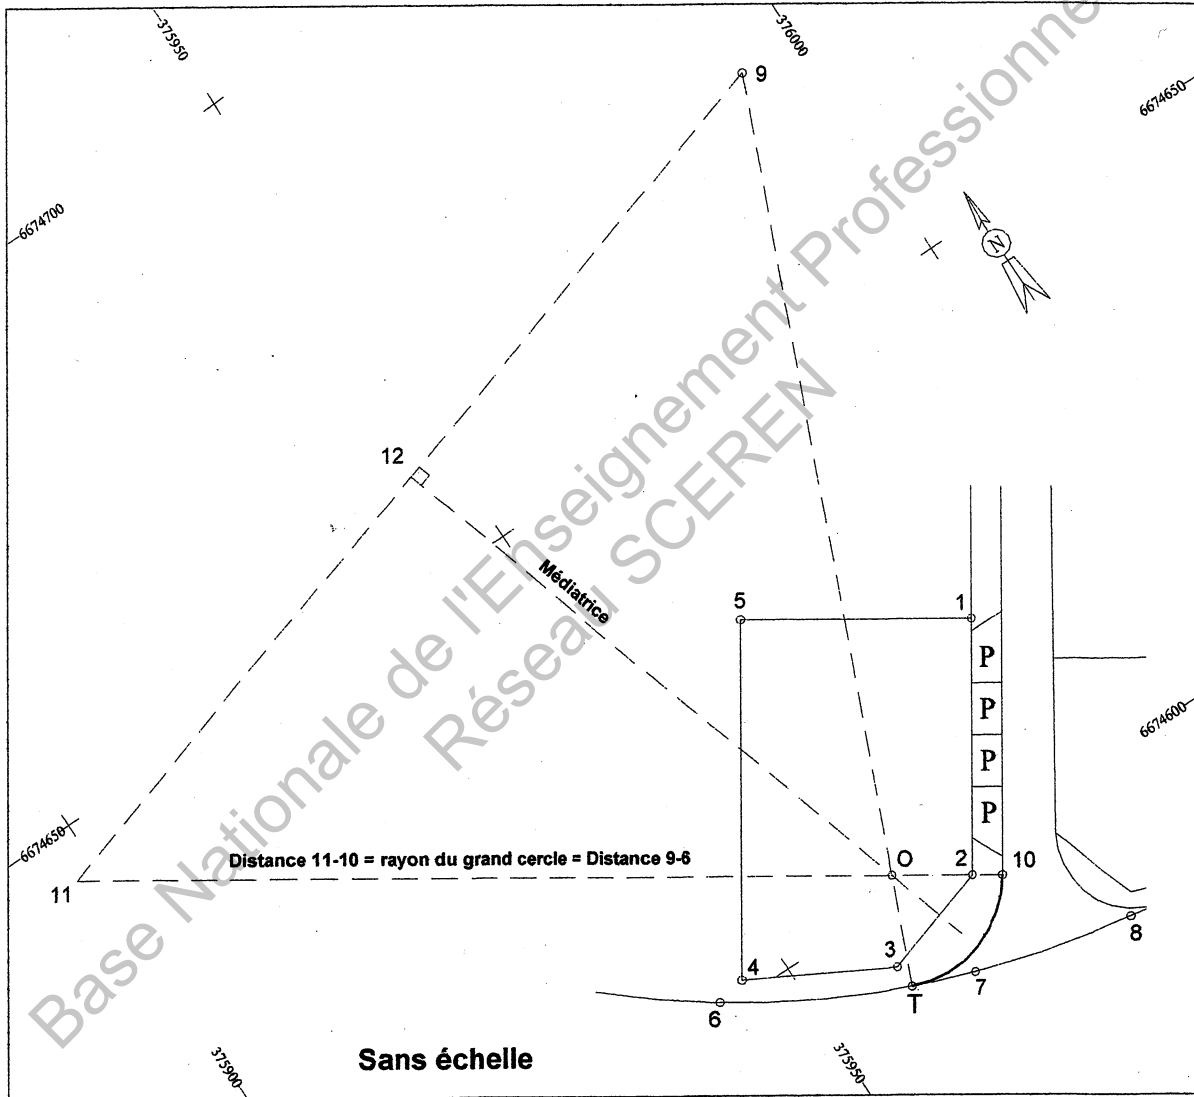 375950
376000
9
6674650
6674700
N
12
Médiatrice
5
1
P
P
P
P
6674600
6674650
Distance 11-10 = rayon du grand cercle = Distance 9-6
O
2
10
11
3
4
8
7
6
T
Sans échelle
375900
375950
Base Nationale de l'Enseignement Professionne
Réseau SCEREN